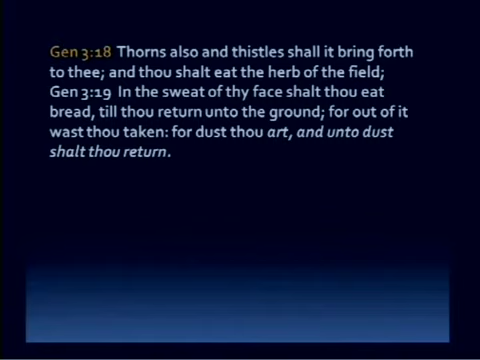 Gen 3:18 Thorns also and thistles shall it bring forth
to thee; and thou shalt eat the herb of the field;
Gen 3:19 In the sweat of thy face shalt thou eat
bread, till thou return unto the ground; for out of it
wast thou taken: for dust thou art, and unto dust
shalt thou return.